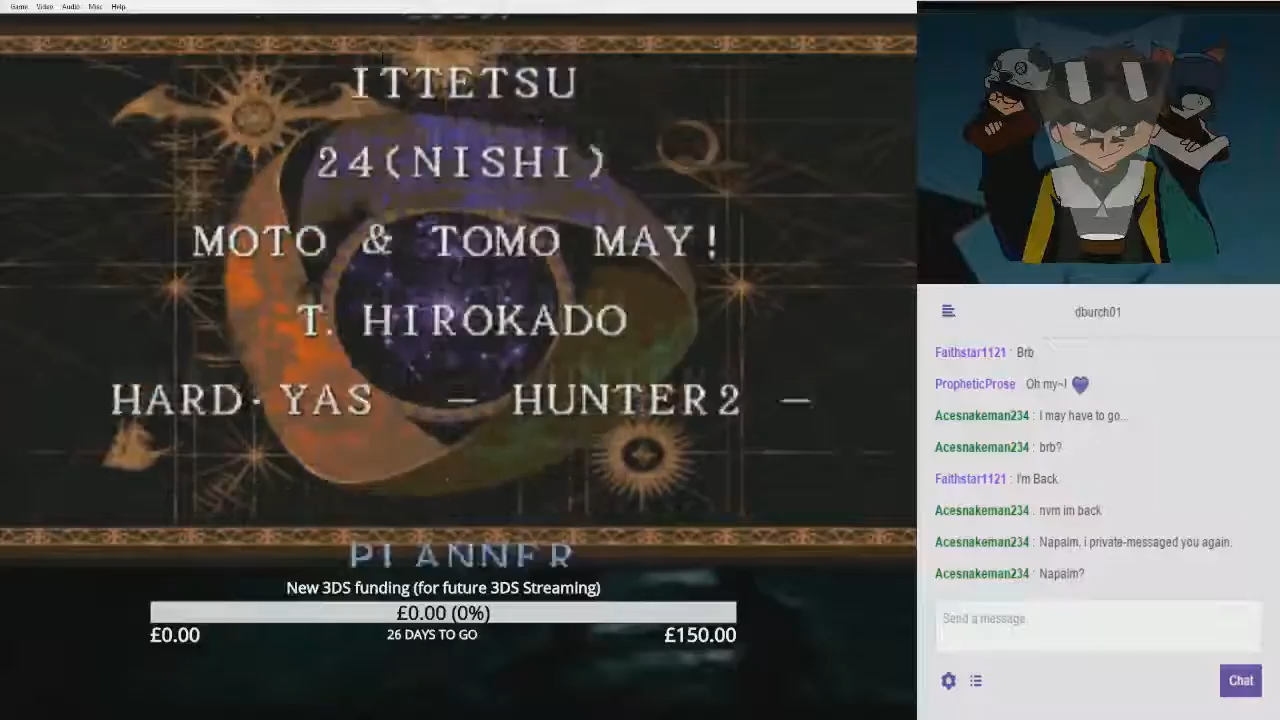 Game Video Audio Misc Help
ITTETSU
24(NISHI)
MOTO & TOMO MAY!
T. HIROKADO
HARD·YAS — HUNTER2 —
PLANNER
New 3DS funding (for future 3DS Streaming)
£0.00 (0%)
£0.00 26 DAYS TO GO £150.00
dburch01
Faithstar1121 : Brb
PropheticProse Oh my~!
Acesnakeman234 : I may have to go...
Acesnakeman234 : brb?
Faithstar1121 : I'm Back
Acesnakeman234 : nvm im back
Acesnakeman234 : Napalm, i private-messaged you again.
Acesnakeman234 : Napalm?
Send a message
Chat